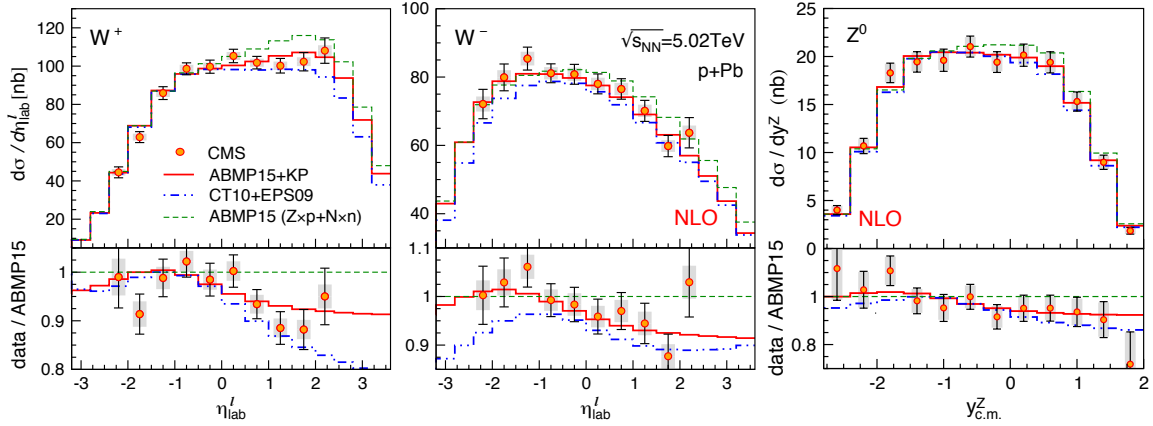 W⁺
dσ / dη^l_lab [nb]
120
100
80
60
40
20
CMS
ABMP15+KP
CT10+EPS09
ABMP15 (Z×p+N×n)
data / ABMP15
1
0.9
0.8
-3 -2 -1 0 1 2 3
η^l_lab
W⁻
√s_NN=5.02TeV
p+Pb
100
80
60
40
NLO
1.1
1
0.9
-3 -2 -1 0 1 2 3
η^l_lab
Z⁰
dσ / dy^Z (nb)
30
25
20
15
10
5
0
NLO
data / ABMP15
1
0.8
-2 -1 0 1 2
y^Z_c.m.